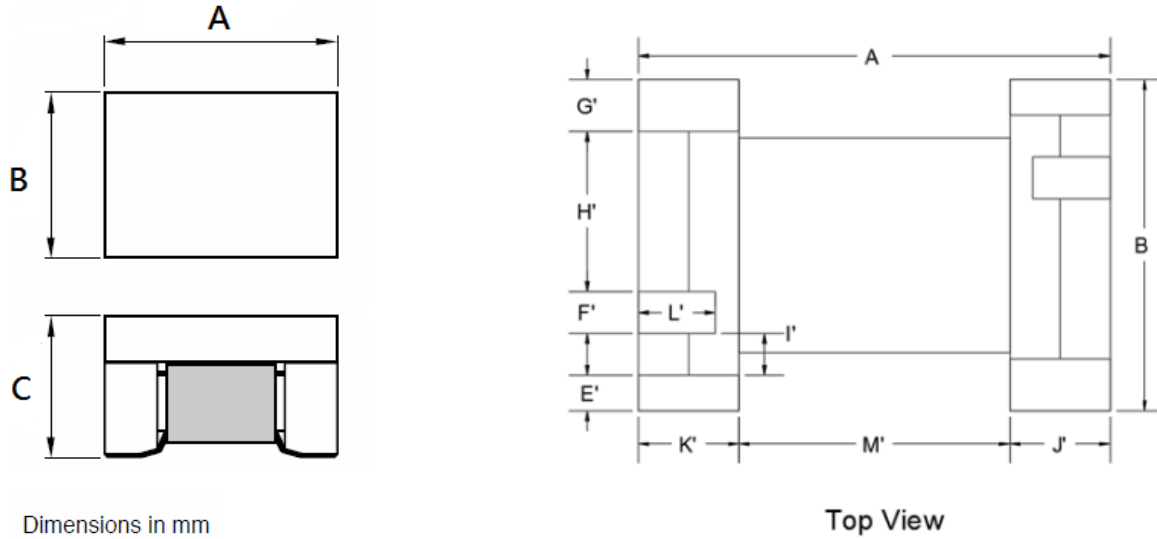 A
B
C
Dimensions in mm
A
G'
H'
B
F'
L'
I'
E'
K'
M'
J'
Top View